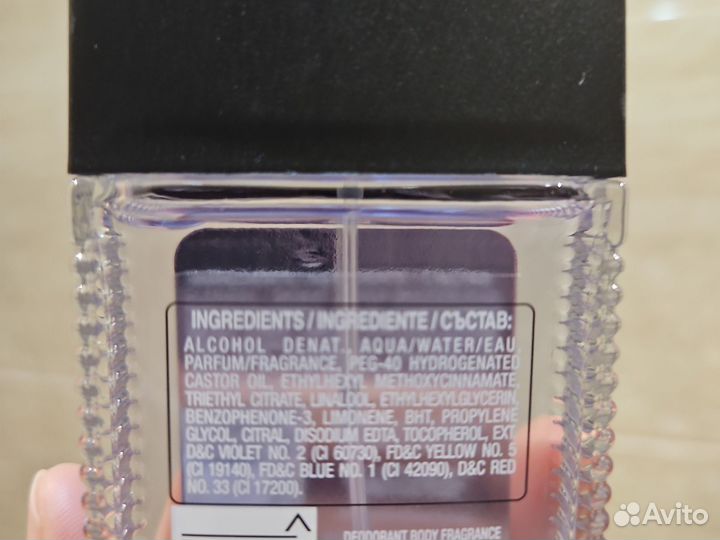 INGREDIENTS/INGREDIENTE/СЪСТАВ:
ALCOHOL DENAT, AQUA/WATER/EAU,
PARFUM/FRAGRANCE, PEG-40 HYDROGENATED
CASTOR OIL, ETHYLHEXYL METHOXYCINNAMATE,
TRIETHYL CITRATE, LINALOOL, ETHYLHEXYLGLYCERIN,
BENZOPHENONE-3, LIMONENE, BHT, PROPYLENE
GLYCOL, CITRAL, DISODIUM EDTA, TOCOPHEROL, EXT.
D&C VIOLET NO. 2 (CI 60730), FD&C YELLOW NO. 5
(CI 19140), FD&C BLUE NO. 1 (CI 42090), D&C RED
NO. 33 (CI 17200).
DEODORANT BODY FRAGRANCE
Avito